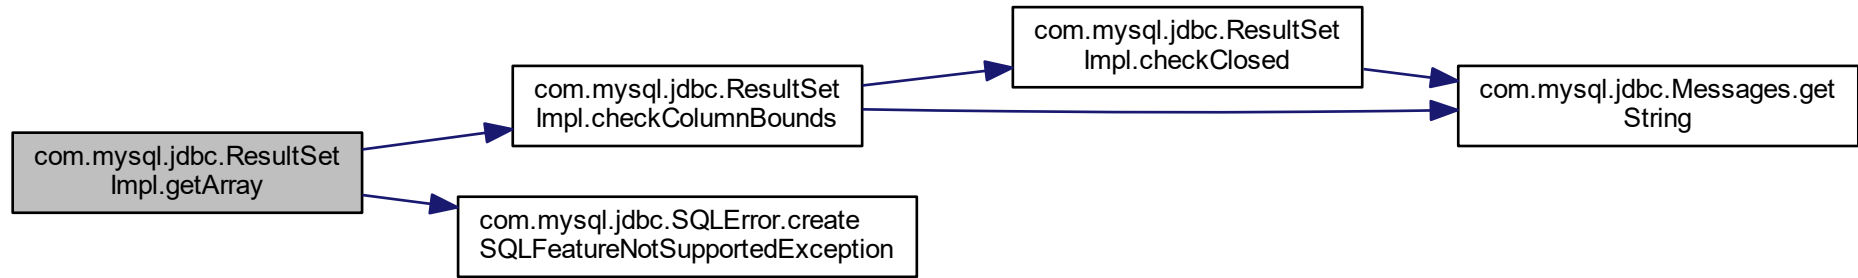 com.mysql.jdbc.ResultSet
Impl.getArray
com.mysql.jdbc.ResultSet
Impl.checkColumnBounds
com.mysql.jdbc.ResultSet
Impl.checkClosed
com.mysql.jdbc.Messages.get
String
com.mysql.jdbc.SQLError.create
SQLFeatureNotSupportedException